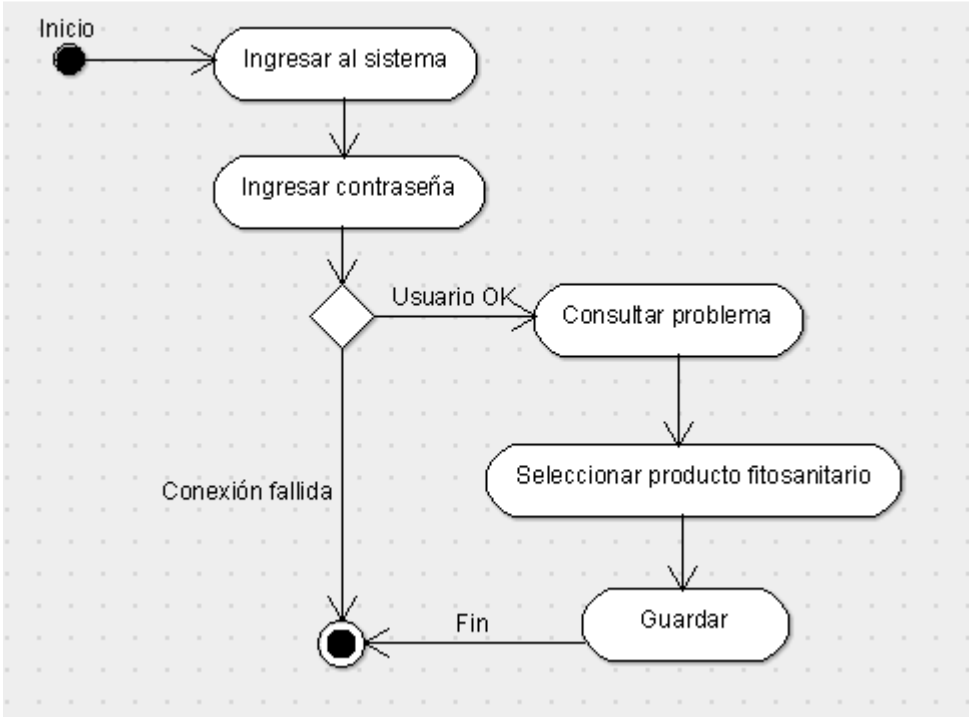 Inicio
Ingresar al sistema
Ingresar contraseña
Usuario OK
Consultar problema
Seleccionar producto fitosanitario
Conexión fallida
Guardar
Fin